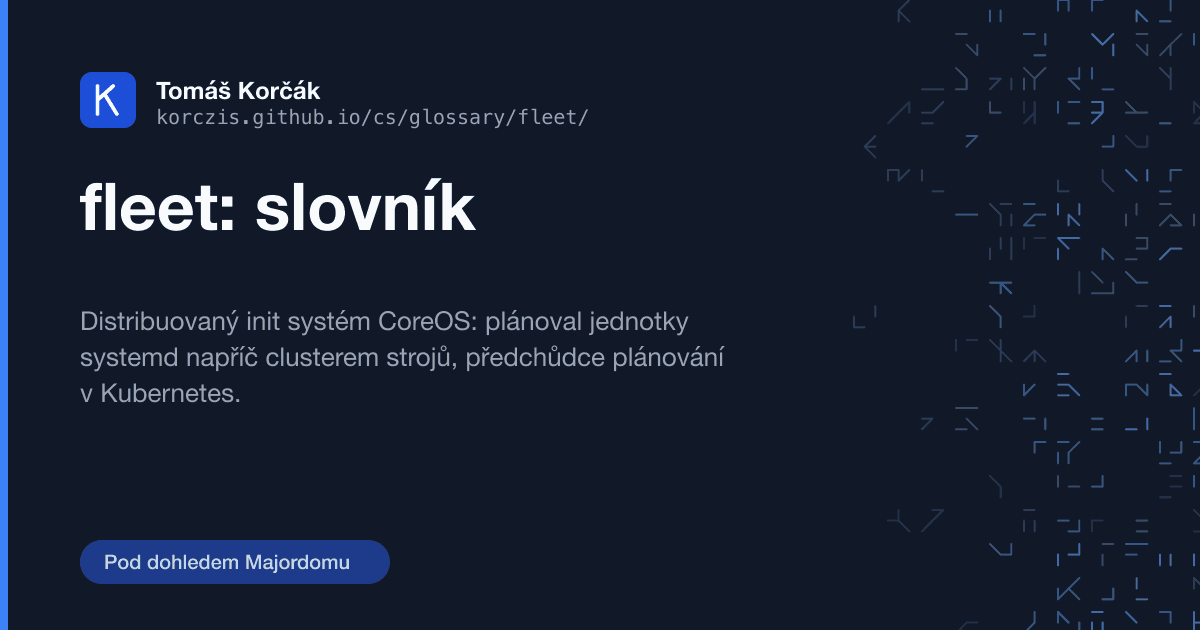 Tomáš Korčák
korczis.github.io/cs/glossary/fleet/
fleet: slovník
Distribuovaný init systém CoreOS: plánoval jednotky
systemd napříč clusterem strojů, předchůdce plánování
v Kubernetes.
Pod dohledem Majordomu